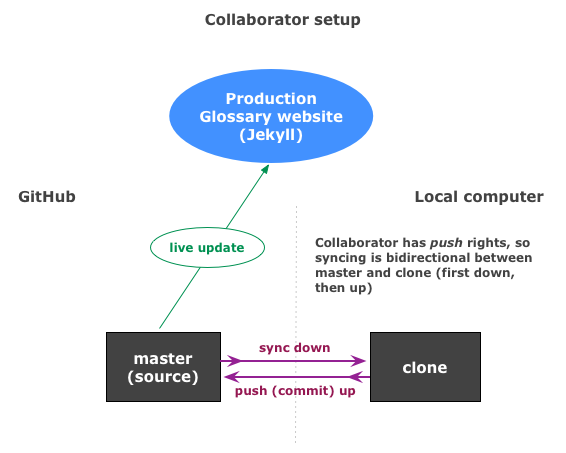 Collaborator setup
Production
Glossary website
(Jekyll)
GitHub
Local computer
live update
Collaborator has push rights, so
syncing is bidirectional between
master and clone (first down,
then up)
master
(source)
sync down
push (commit) up
clone